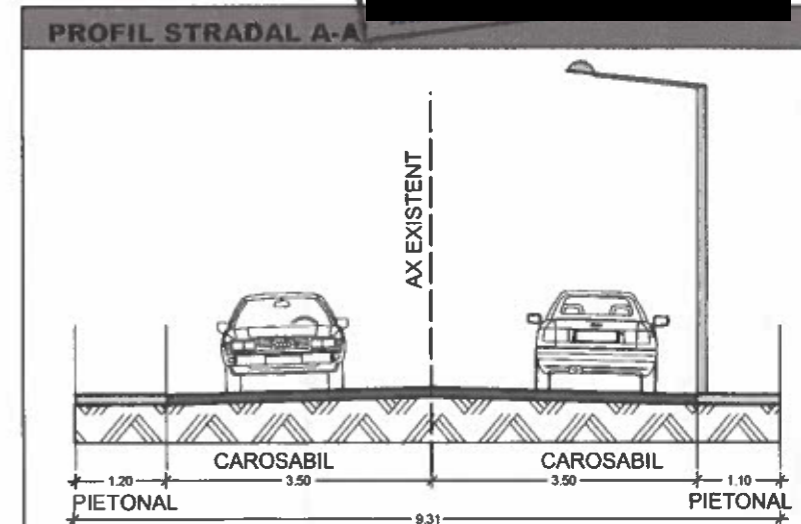 PROFIL STRADAL A-A
AX EXISTENT
CAROSABIL CAROSABIL
1.20 3.50 3.50 1.10
PIETONAL PIETONAL
9.31